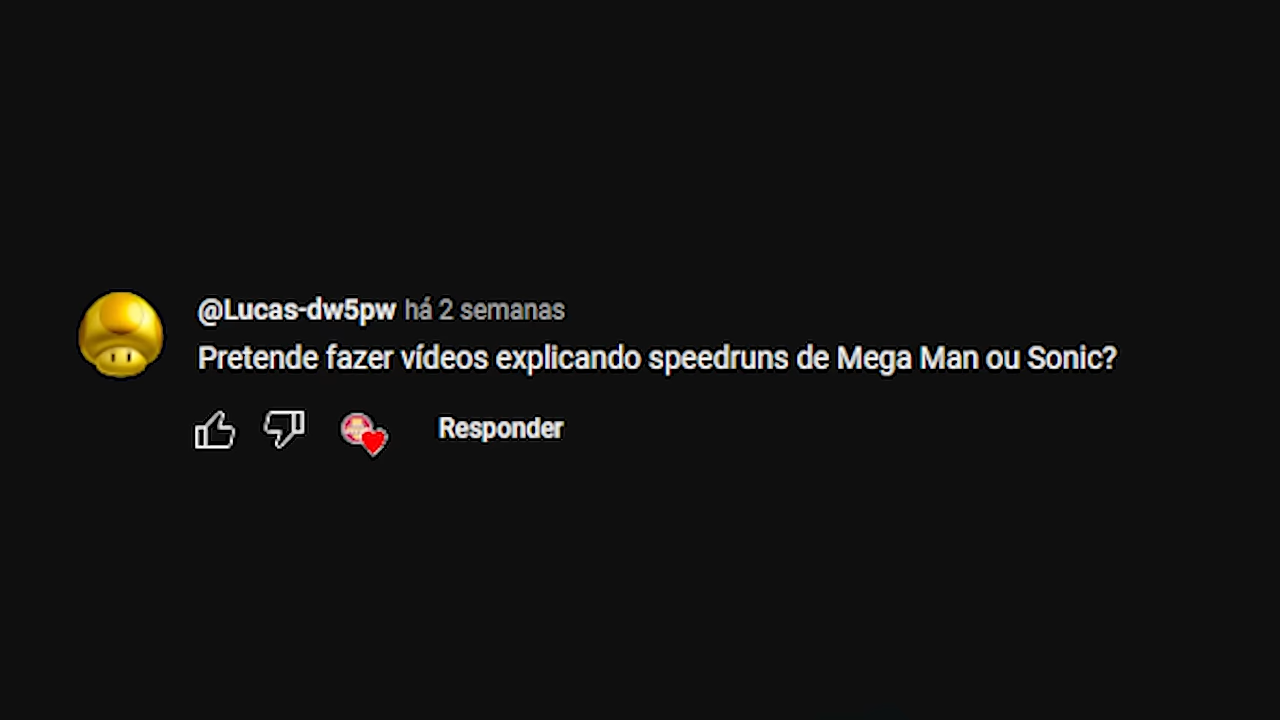 @Lucas-dw5pw há 2 semanas
Pretende fazer vídeos explicando speedruns de Mega Man ou Sonic?
Responder